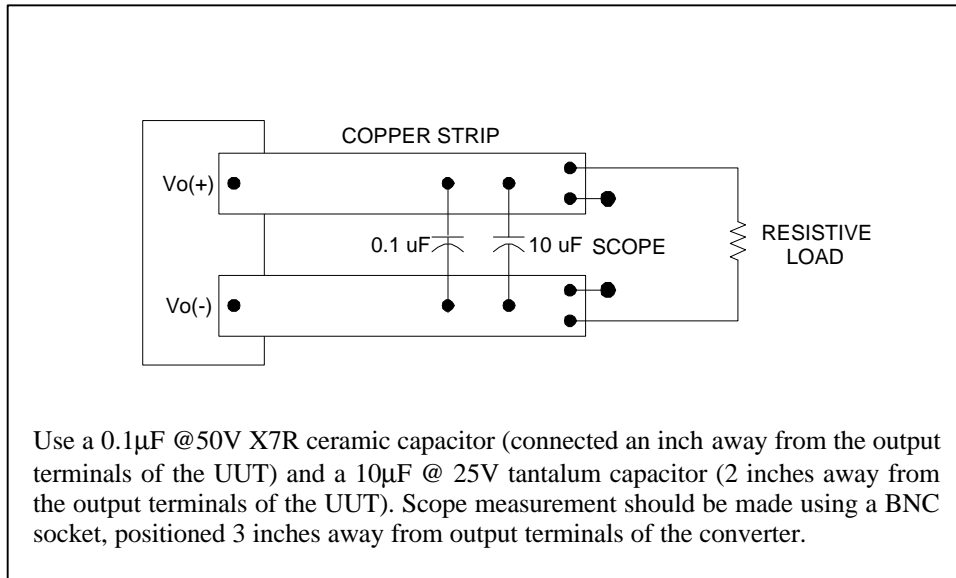 COPPER STRIP
Vo(+)
0.1 uF
10 uF
SCOPE
RESISTIVE
LOAD
Vo(-)
Use a 0.1μF @50V X7R ceramic capacitor (connected an inch away from the output
terminals of the UUT) and a 10μF @ 25V tantalum capacitor (2 inches away from
the output terminals of the UUT). Scope measurement should be made using a BNC
socket, positioned 3 inches away from output terminals of the converter.